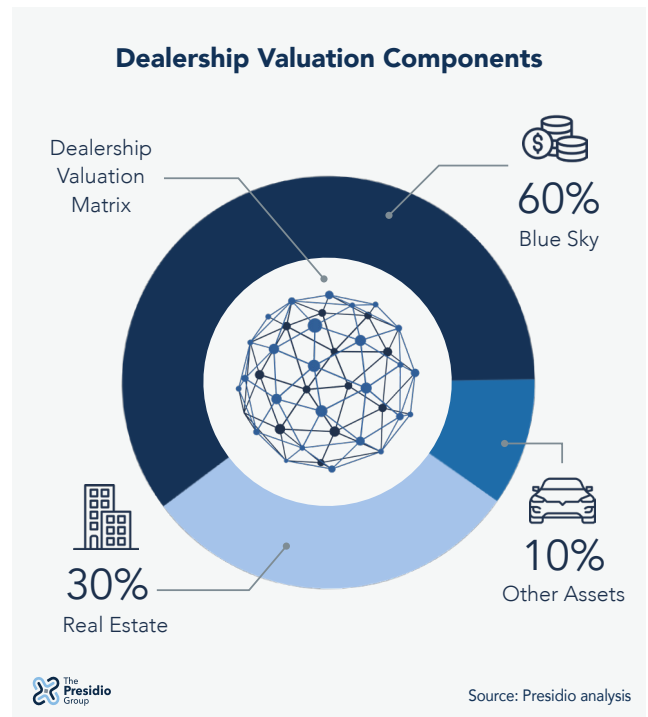 Dealership Valuation Components
Dealership
Valuation
Matrix
$
60%
Blue Sky
30%
Real Estate
10%
Other Assets
The
Presidio
Group
Source: Presidio analysis